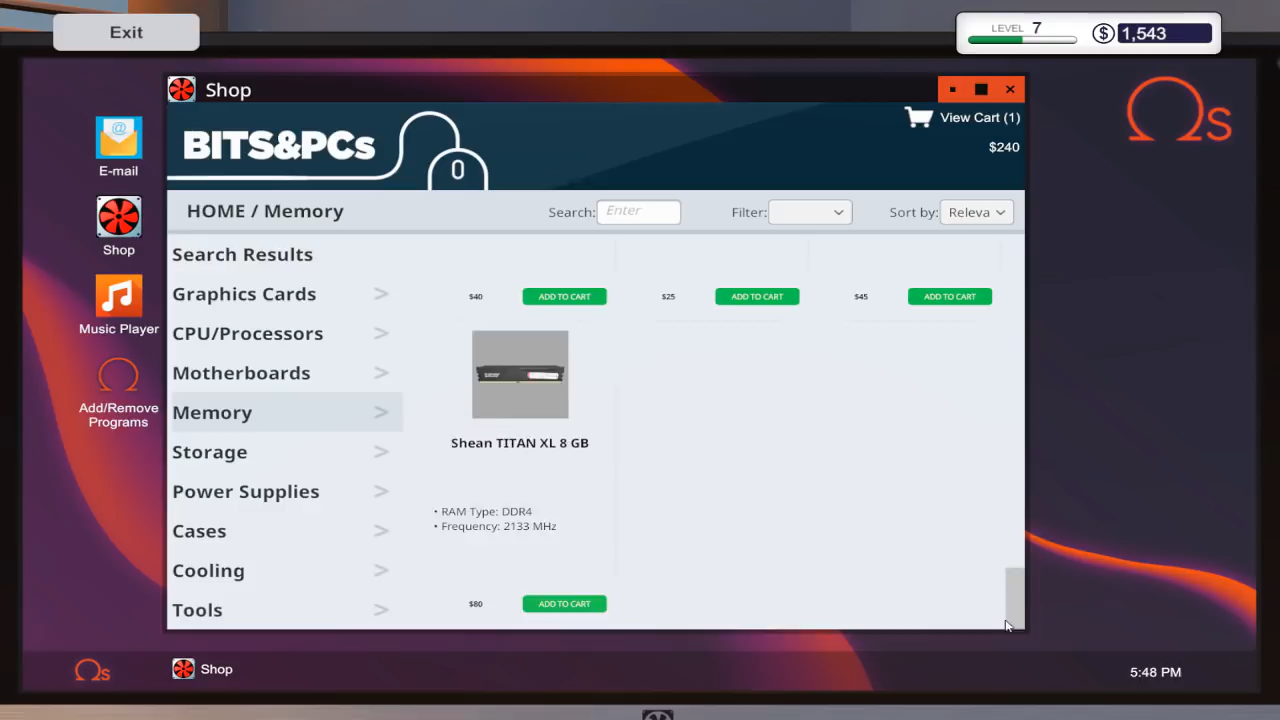 Exit
LEVEL 7
$ 1,543
Shop
BITS&PCs
View Cart (1)
$240
HOME / Memory
Search: Enter
Filter:
Sort by: Releva
Search Results
Graphics Cards >
CPU/Processors >
Motherboards >
Memory >
Storage >
Power Supplies >
Cases >
Cooling >
Tools >
$40 ADD TO CART
$25 ADD TO CART
$45 ADD TO CART
Shean TITAN XL 8 GB
• RAM Type: DDR4
• Frequency: 2133 MHz
$80 ADD TO CART
E-mail
Shop
Music Player
Add/Remove
Programs
Ωs
Ωs
Shop
5:48 PM